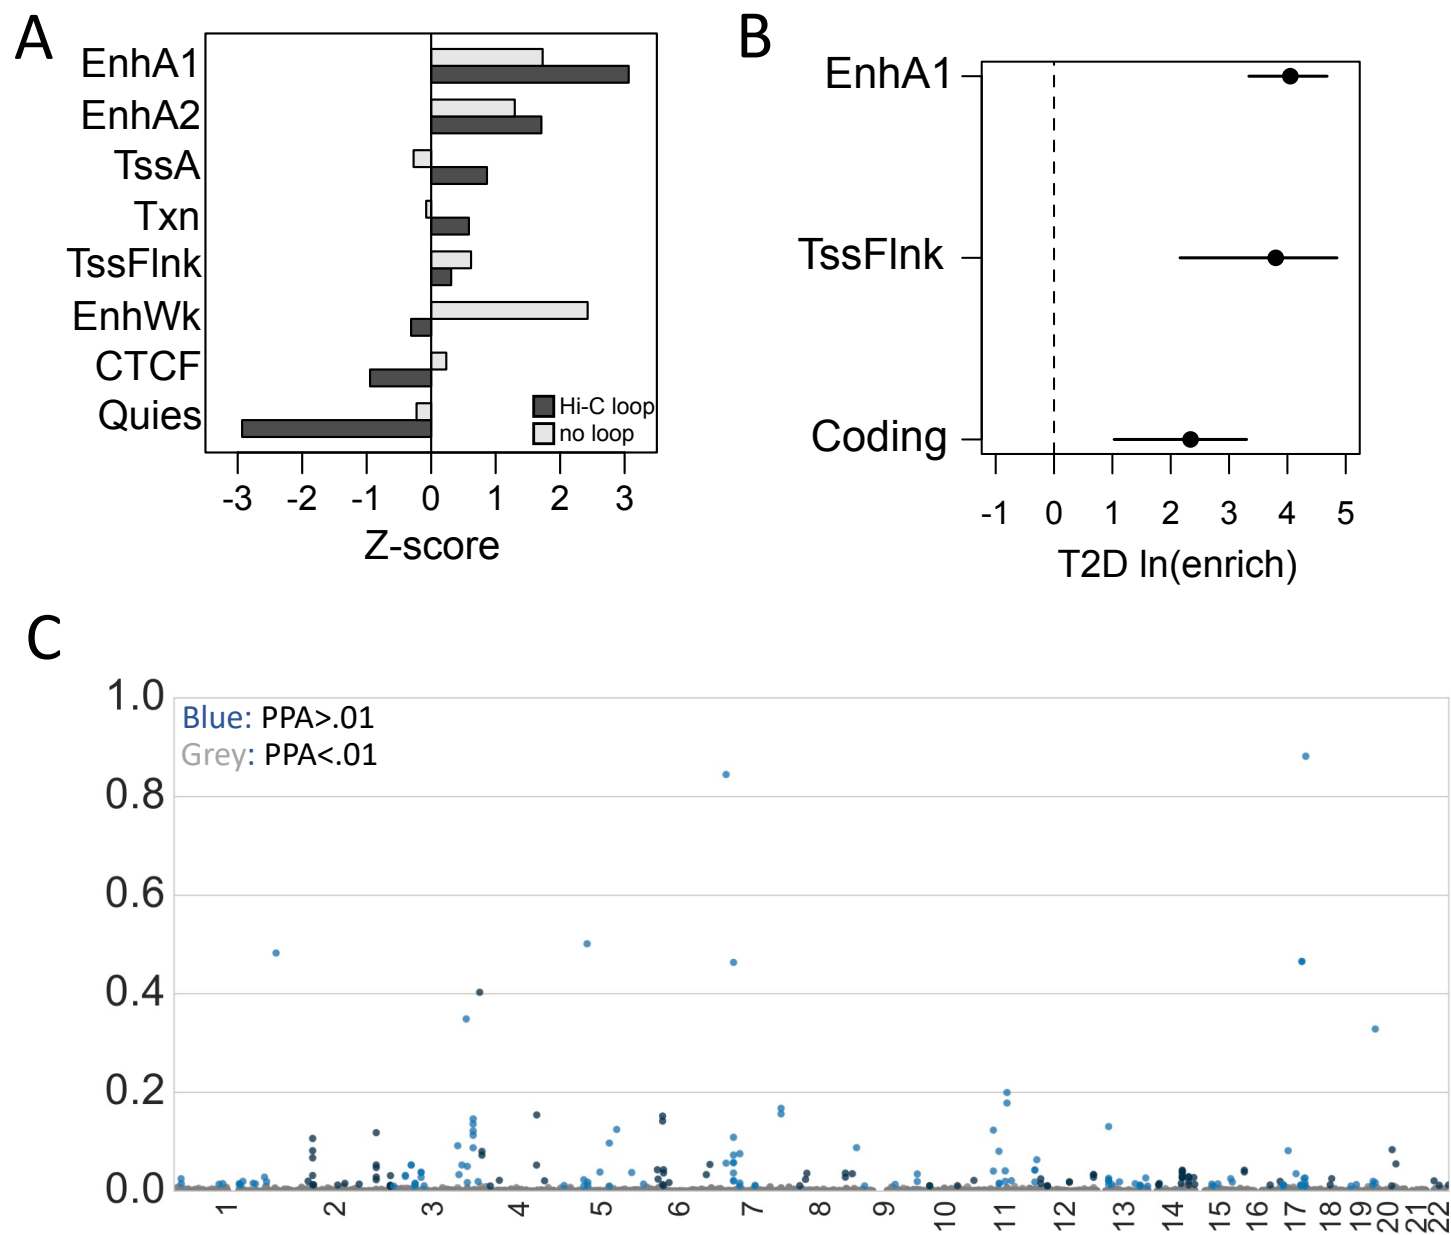 A
EnhA1
EnhA2
TssA
Txn
TssFlnk
EnhWk
CTCF
Quies
Hi-C loop
no loop
-3 -2 -1 0 1 2 3
Z-score
B
EnhA1
TssFlnk
Coding
-1 0 1 2 3 4 5
T2D ln(enrich)
C
1.0
0.8
0.6
0.4
0.2
0.0
Blue: PPA>.01
Grey: PPA<.01
1 2 3 4 5 6 7 8 9 10 11 12 13 14 15 16 17 18 19 20 21 22